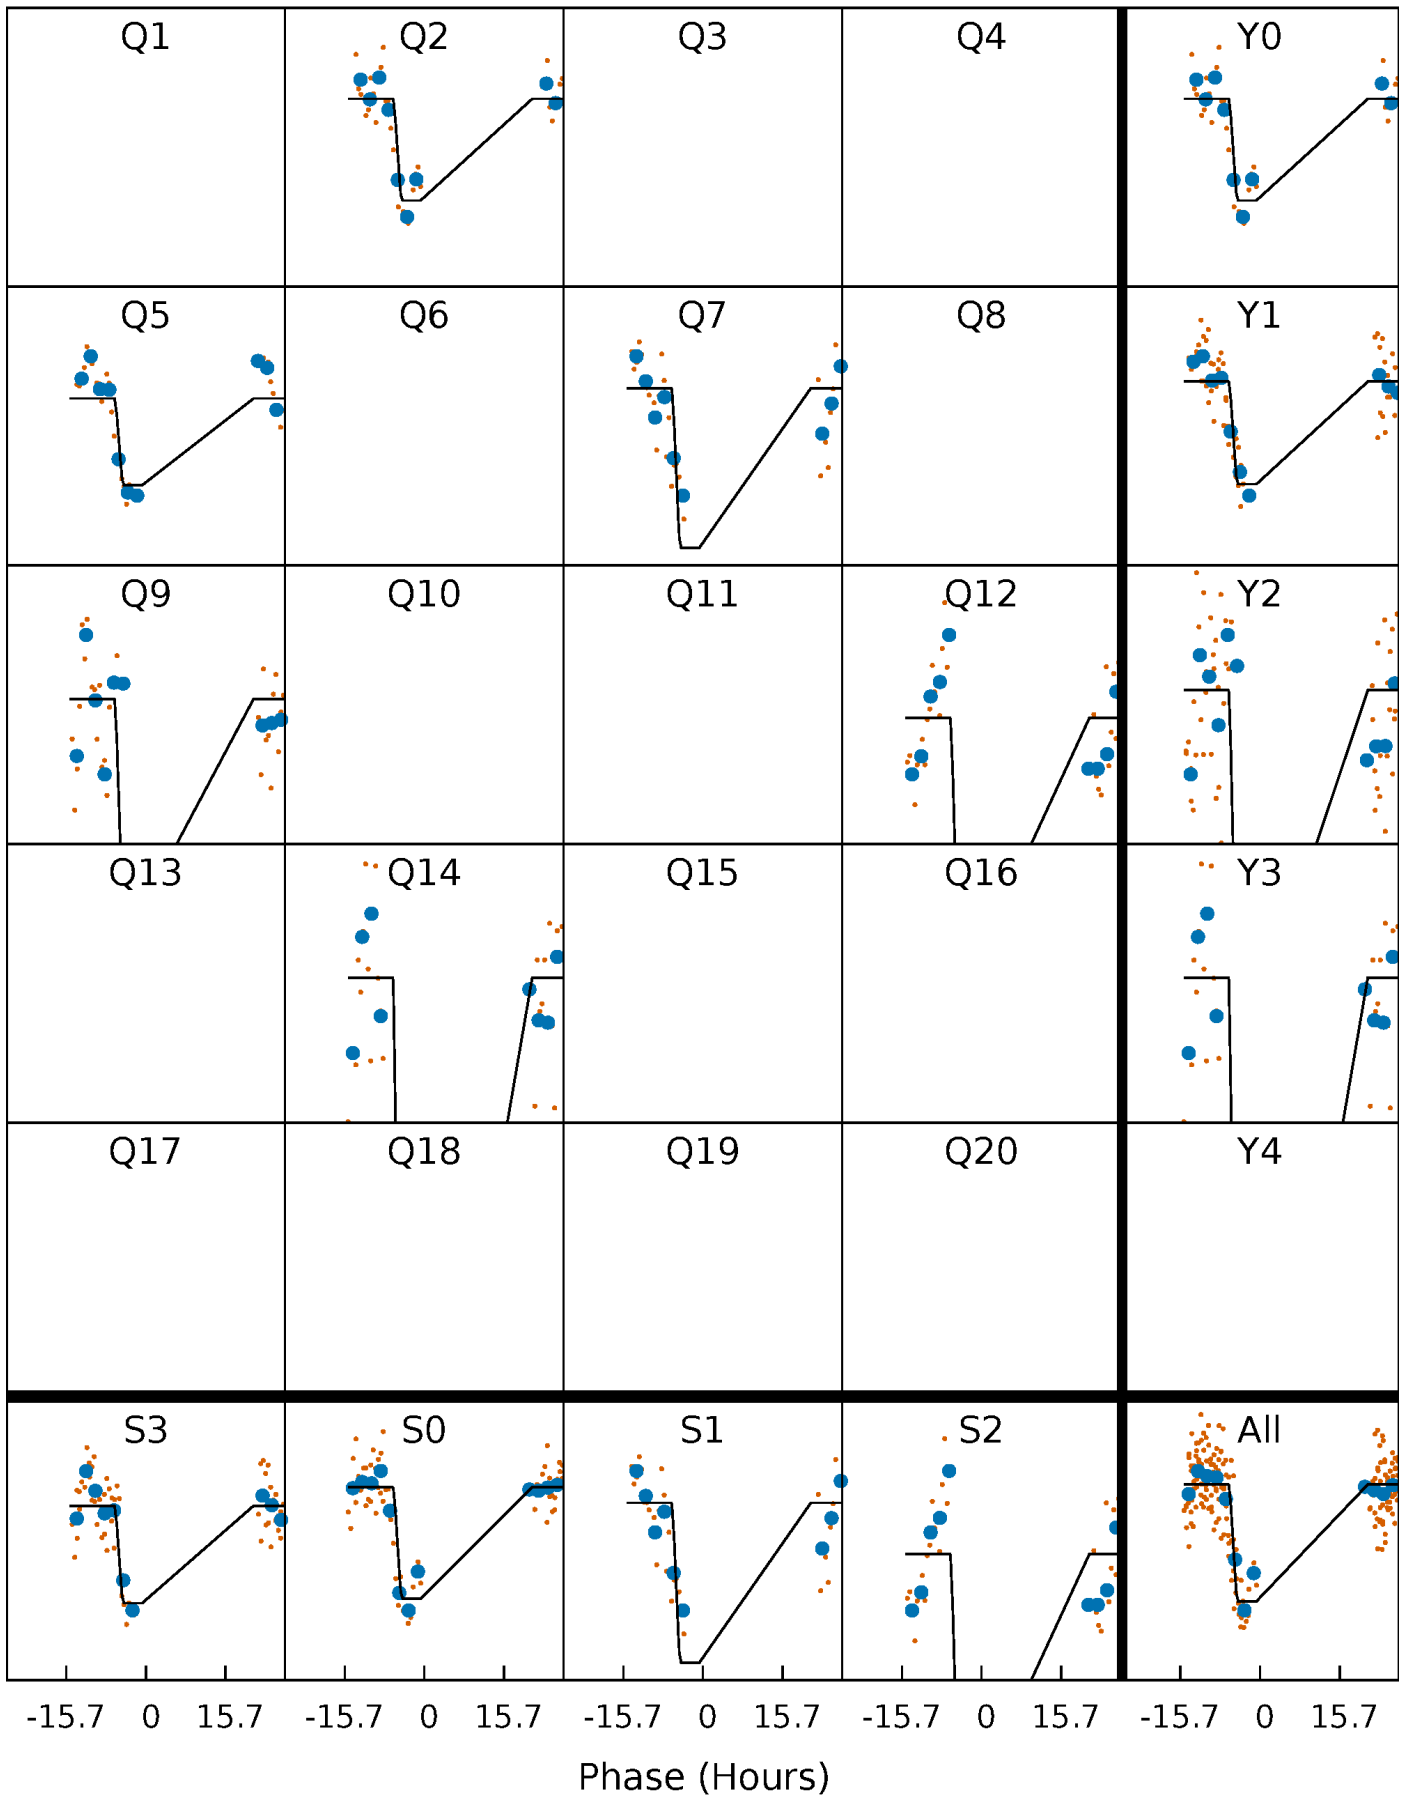 Q1 Q2 Q3 Q4 Y0
Q5 Q6 Q7 Q8 Y1
Q9 Q10 Q11 Q12 Y2
Q13 Q14 Q15 Q16 Y3
Q17 Q18 Q19 Q20 Y4
S3 S0 S1 S2 All
-15.7 0 15.7 -15.7 0 15.7 -15.7 0 15.7 -15.7 0 15.7 -15.7 0 15.7
Phase (Hours)